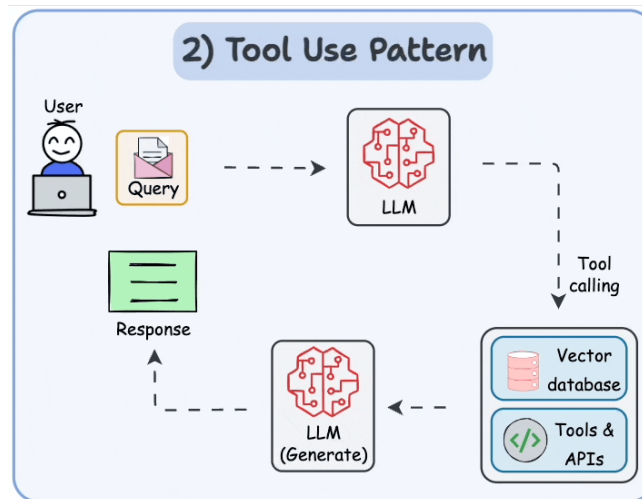 2) Tool Use Pattern
User
Query
LLM
Tool
calling
Vector
database
Tools &
APIs
LLM
(Generate)
Response